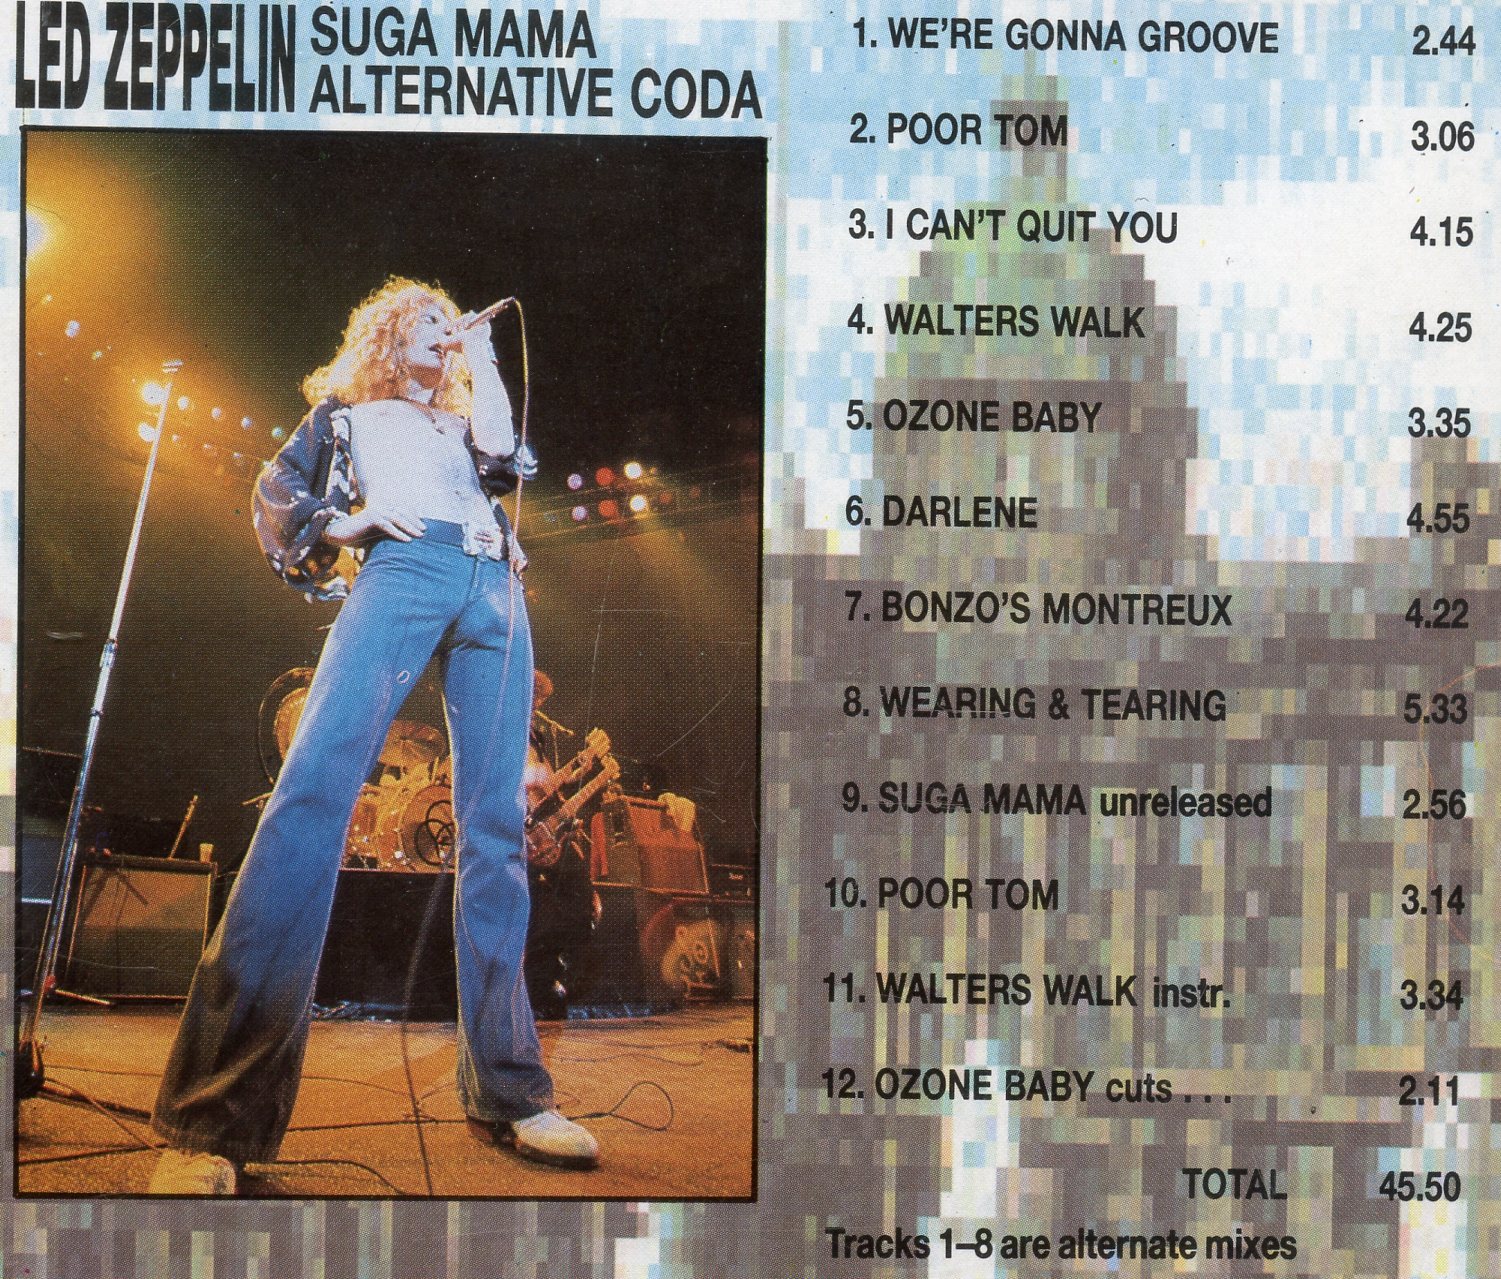 LED ZEPPELIN SUGA MAMA
ALTERNATIVE CODA
1. WE'RE GONNA GROOVE 2.44
2. POOR TOM 3.06
3. I CAN'T QUIT YOU 4.15
4. WALTERS WALK 4.25
5. OZONE BABY 3.35
6. DARLENE 4.55
7. BONZO'S MONTREUX 4.22
8. WEARING & TEARING 5.33
9. SUGA MAMA unreleased 2.56
10. POOR TOM 3.14
11. WALTERS WALK instr. 3.34
12. OZONE BABY cuts . . . 2.11
TOTAL 45.50
Tracks 1–8 are alternate mixes